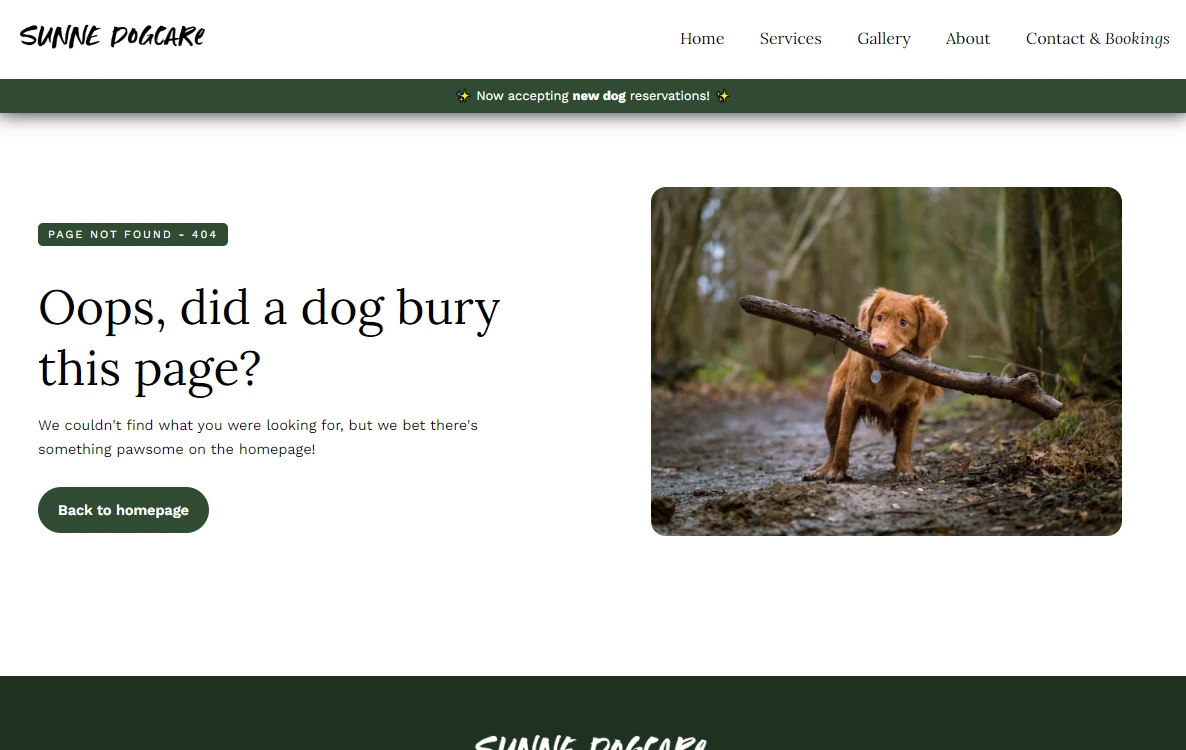 SUNNE DOGCARE
Home Services Gallery About Contact & Bookings
✨ Now accepting new dog reservations! ✨
PAGE NOT FOUND - 404
Oops, did a dog bury
this page?
We couldn't find what you were looking for, but we bet there's
something pawsome on the homepage!
Back to homepage
SUNNE DOGCARE